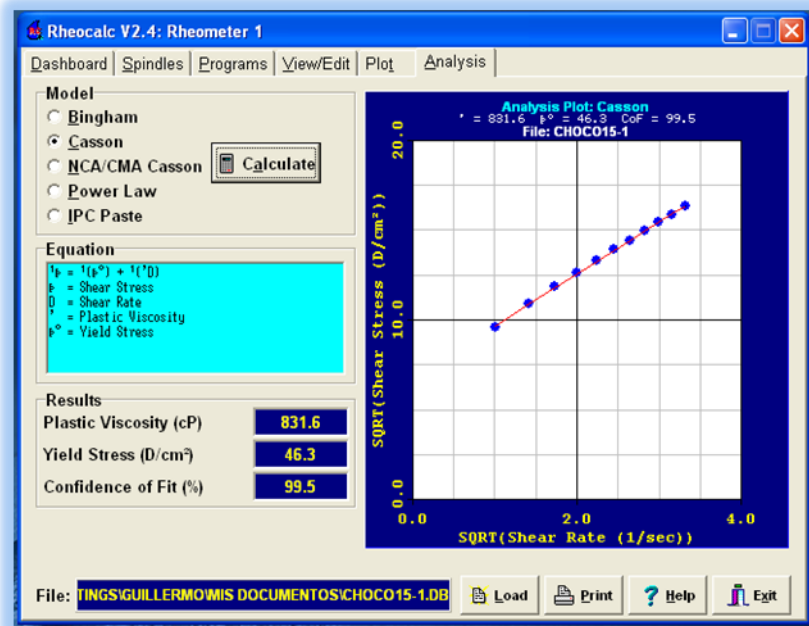 Rheocalc V2.4: Rheometer 1
Dashboard Spindles Programs View/Edit Plot Analysis
Model
Bingham
Casson
NCA/CMA Casson
Power Law
IPC Paste
Calculate
Equation
¹Þ = ¹(Þ°) + ¹('D)
Þ = Shear Stress
D = Shear Rate
' = Plastic Viscosity
Þ° = Yield Stress
Results
Plastic Viscosity (cP) 831.6
Yield Stress (D/cm²) 46.3
Confidence of Fit (%) 99.5
Analysis Plot: Casson
' = 831.6 Þ° = 46.3 CoF = 99.5
File: CHOCO15-1
SQRT(Shear Stress (D/cm²))
20.0
10.0
0.0
0.0 2.0 4.0
SQRT(Shear Rate (1/sec))
File: TINGS\GUILLERMO\MIS DOCUMENTOS\CHOCO15-1.DB
Load Print Help Exit